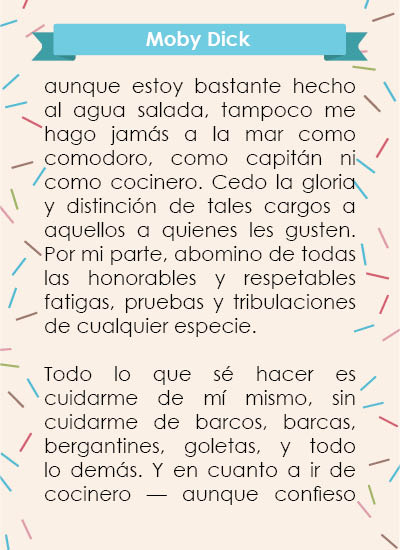 Moby Dick
aunque estoy bastante hecho
al agua salada, tampoco me
hago jamás a la mar como
comodoro, como capitán ni
como cocinero. Cedo la gloria
y distinción de tales cargos a
aquellos a quienes les gusten.
Por mi parte, abomino de todas
las honorables y respetables
fatigas, pruebas y tribulaciones
de cualquier especie.
Todo lo que sé hacer es
cuidarme de mí mismo, sin
cuidarme de barcos, barcas,
bergantines, goletas, y todo
lo demás. Y en cuanto a ir de
cocinero — aunque confieso